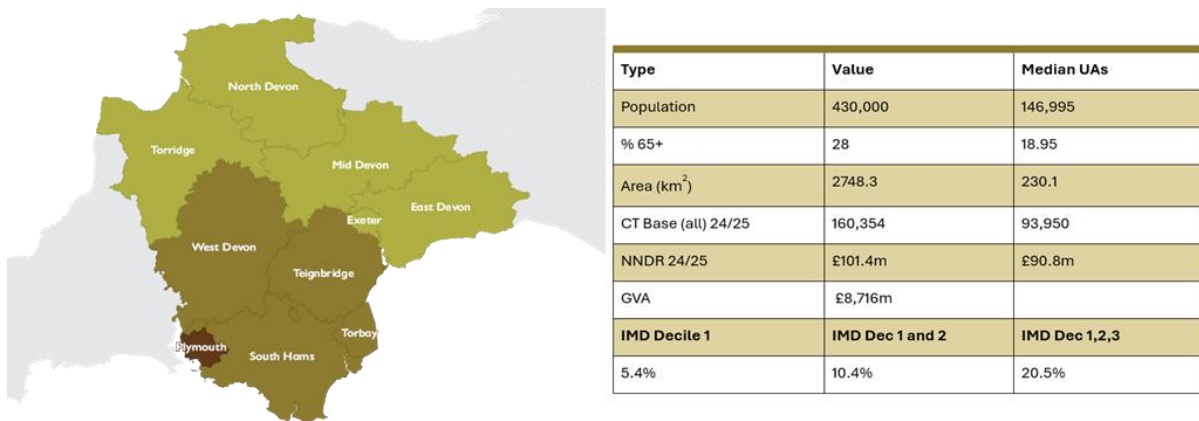 North Devon
Torridge
Mid Devon
East Devon
Exeter
West Devon
Teignbridge
Torbay
Plymouth
South Hams
Type Value Median UAs
Population 430,000 146,995
% 65+ 28 18.95
Area (km²) 2748.3 230.1
CT Base (all) 24/25 160,354 93,950
NNDR 24/25 £101.4m £90.8m
GVA £8,716m
IMD Decile 1 IMD Dec 1 and 2 IMD Dec 1,2,3
5.4% 10.4% 20.5%